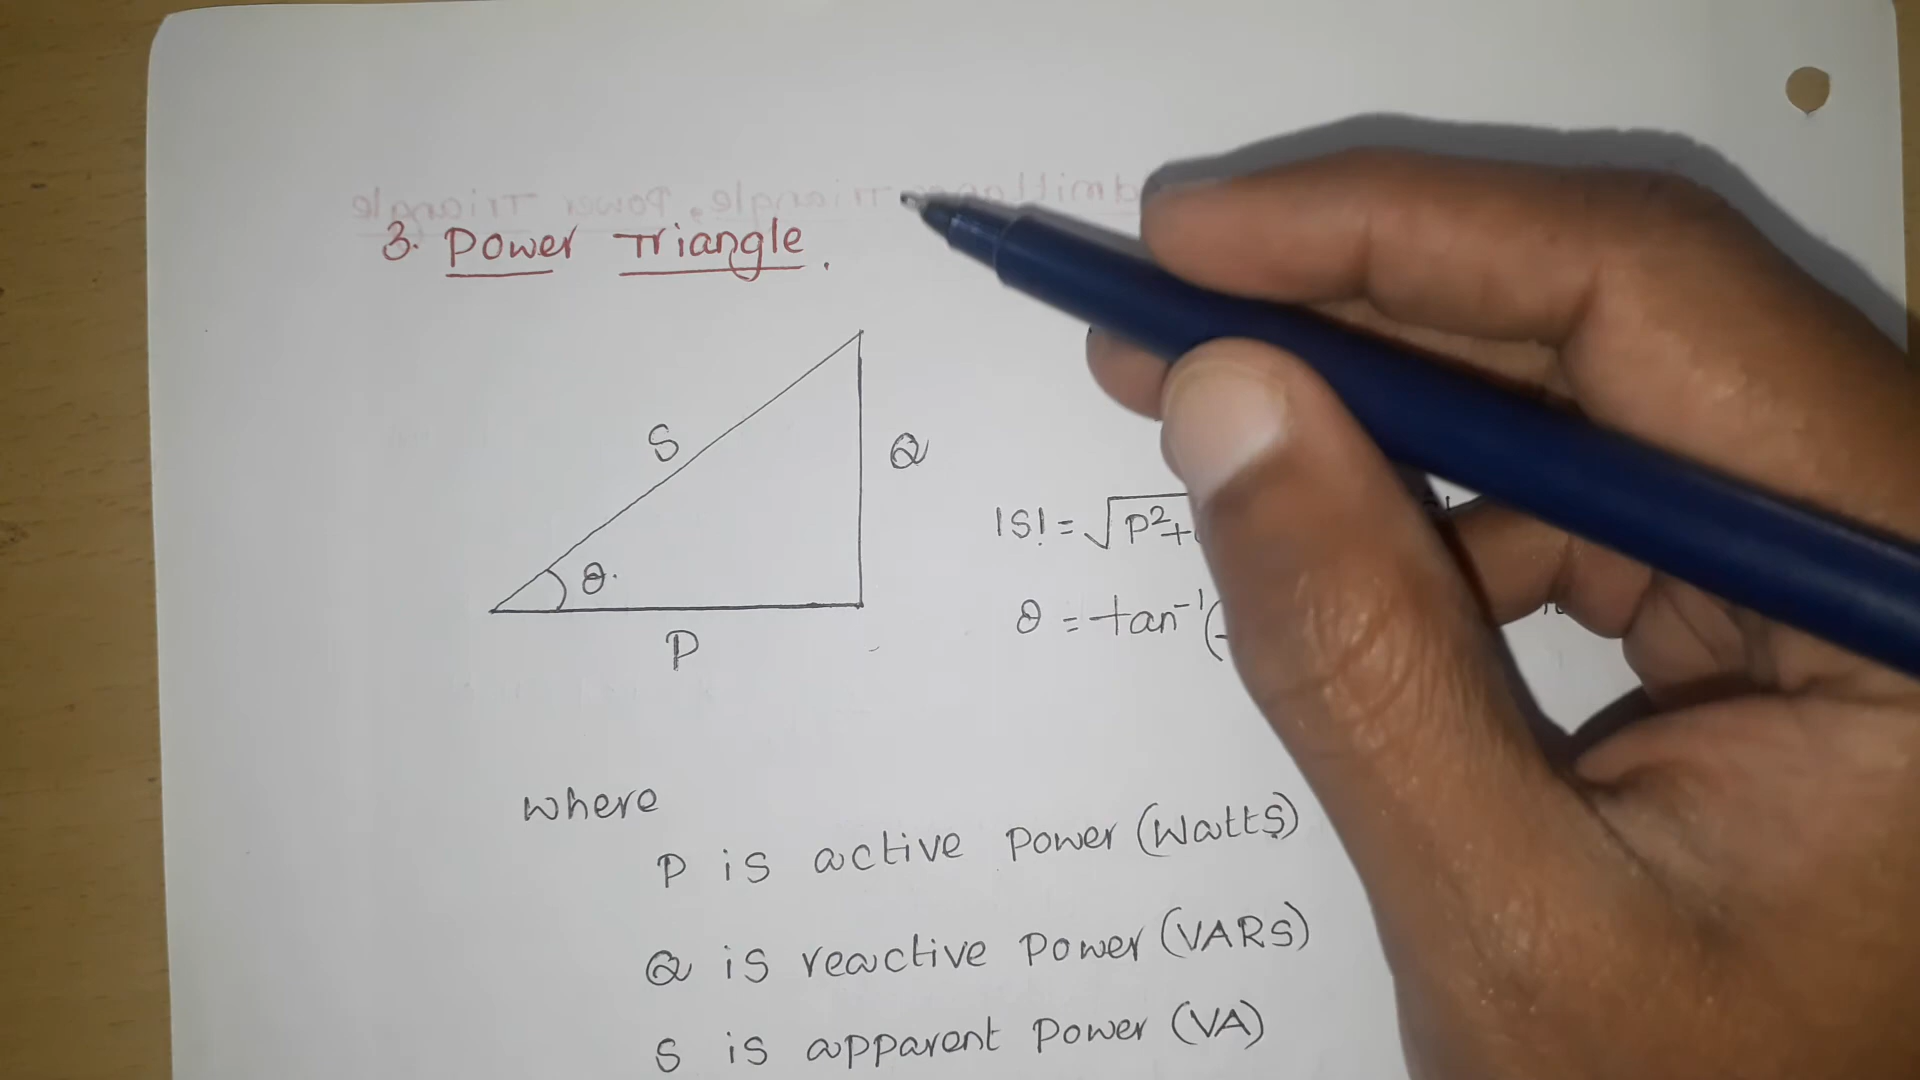 3. Power Triangle.
S
Q
θ.
P
|S| = √P²+
θ = tan⁻¹(
where
P is active power (Watts)
Q is reactive power (VARS)
S is apparent power (VA)